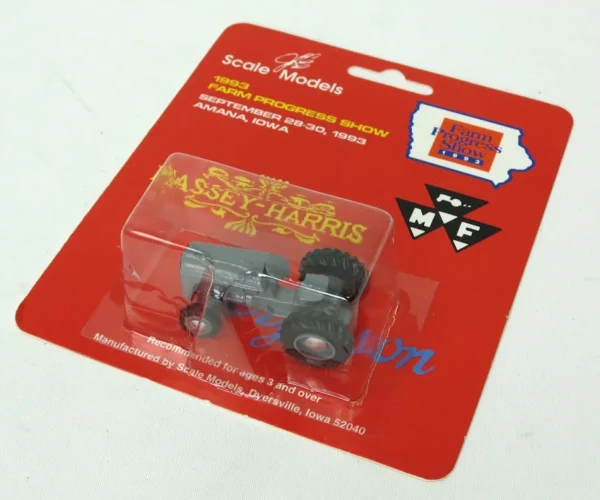 Scale Models
1993
FARM PROGRESS SHOW
SEPTEMBER 28-30, 1993
AMANA, IOWA
Farm
Progress
Show
1993
MASSEY-HARRIS
M F
Recommended for ages 3 and over
Manufactured by Scale Models, Dyersville, Iowa 52040